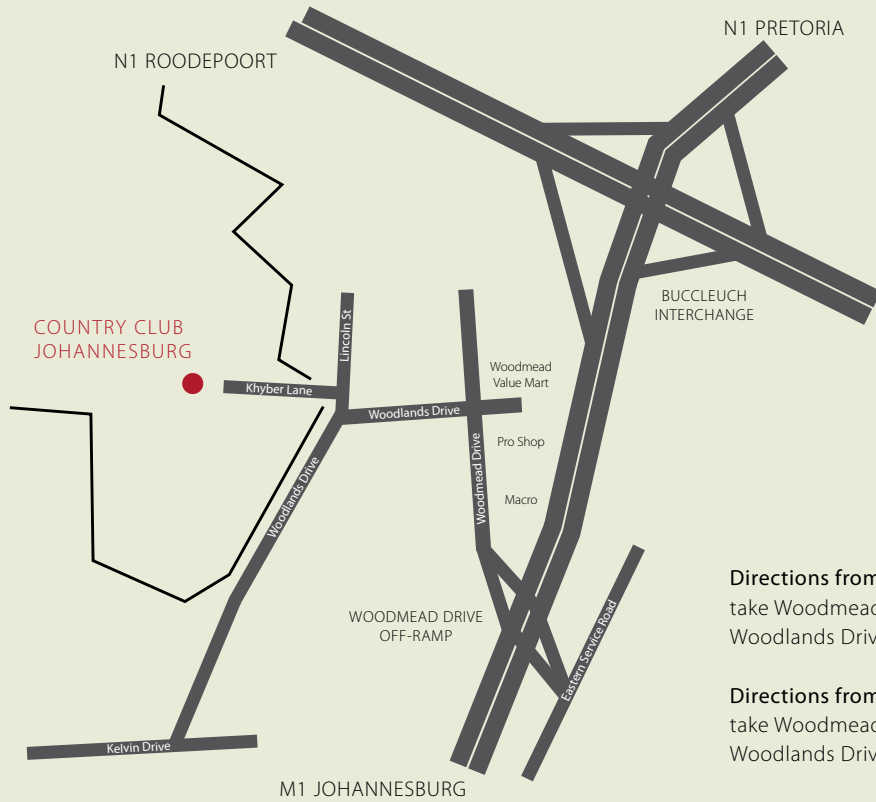 N1 PRETORIA
N1 ROODEPOORT
BUCCLEUCH
INTERCHANGE
COUNTRY CLUB
JOHANNESBURG
Lincoln St
Khyber Lane
Woodmead
Value Mart
Woodlands Drive
Pro Shop
Woodmead Drive
Woodlands Drive
Macro
WOODMEAD DRIVE
OFF-RAMP
Eastern Service Road
Kelvin Drive
M1 JOHANNESBURG
Directions from
take Woodmead
Woodlands Driv
Directions from
take Woodmead
Woodlands Driv